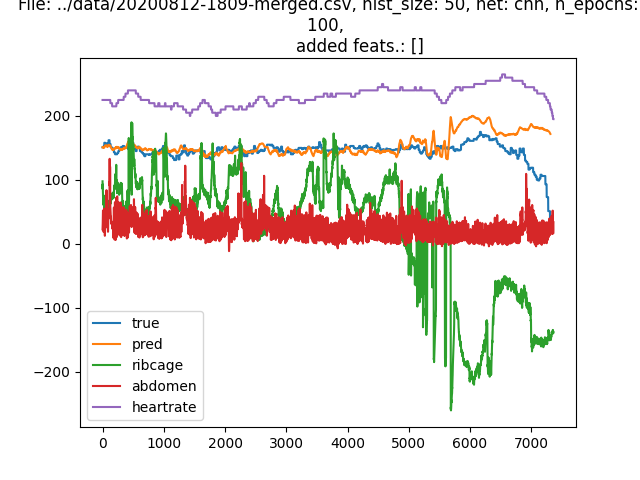 File: ../data/20200812-1809-merged.csv, hist_size: 50, net: cnn, n_epochs:
100,
added feats.: []
200
100
0
−100
−200
true
pred
ribcage
abdomen
heartrate
0 1000 2000 3000 4000 5000 6000 7000